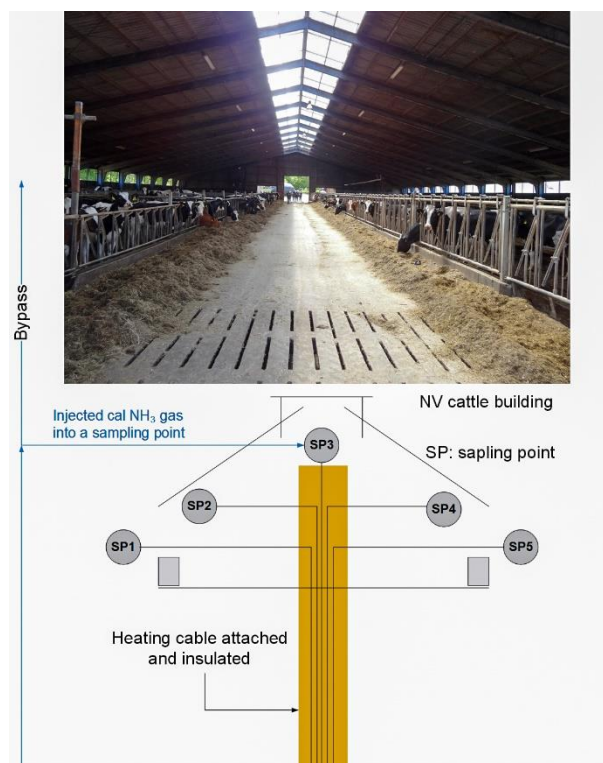 Bypass
NV cattle building
Injected cal NH₃ gas
into a sampling point
SP: sapling point
SP3
SP2
SP4
SP1
SP5
Heating cable attached
and insulated